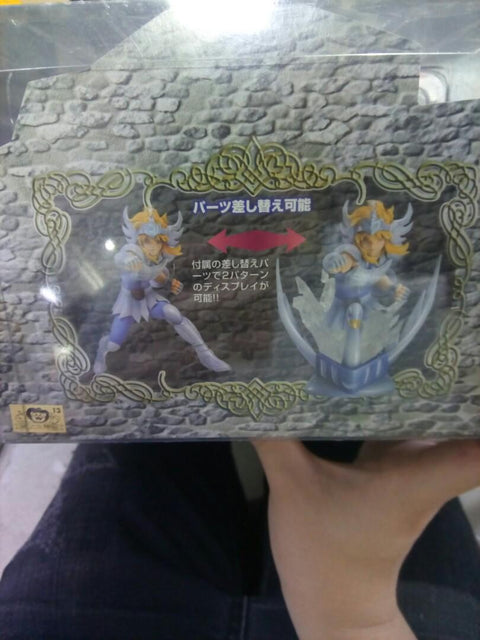 パーツ差し替え可能
付属の差し替えパ
ーツで2パターン
のディスプレイが
可能!!
13